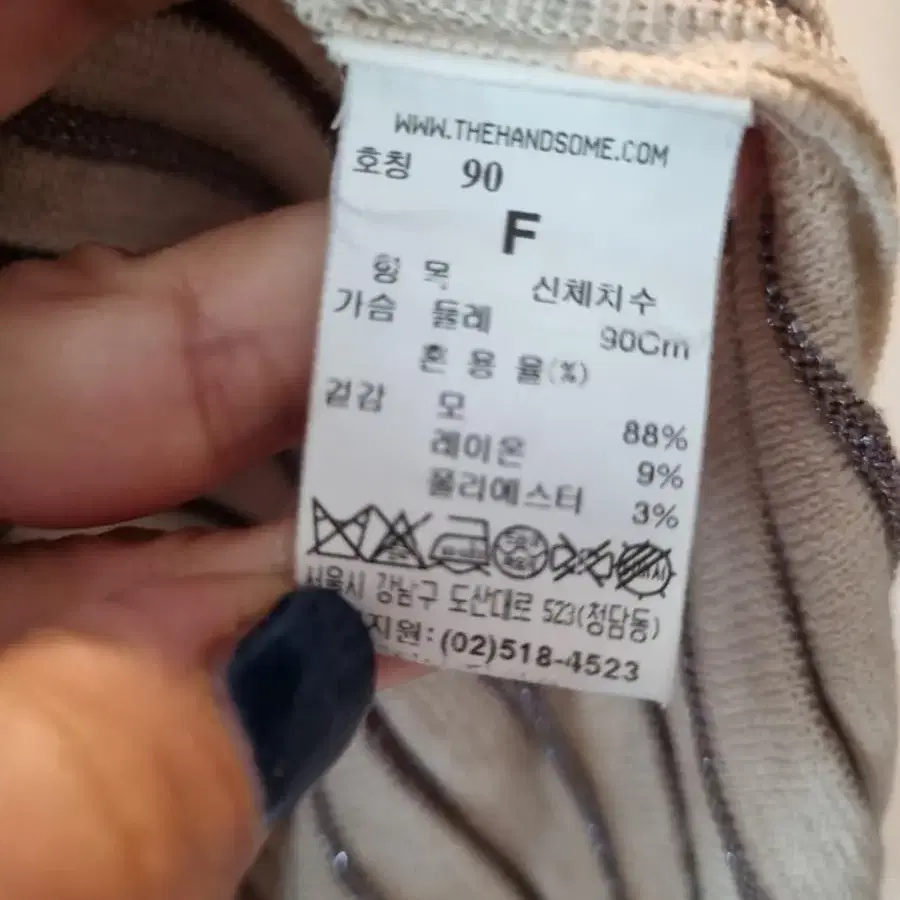 WWW.THEHANDSOME.COM
호칭 90
F
항 목 신체치수
가슴 둘레 90Cm
혼 용 율(%)
겉감 모 88%
레이온 9%
폴리에스터 3%
서울시 강남구 도산대로 523(청담동)
지원: (02)518-4523